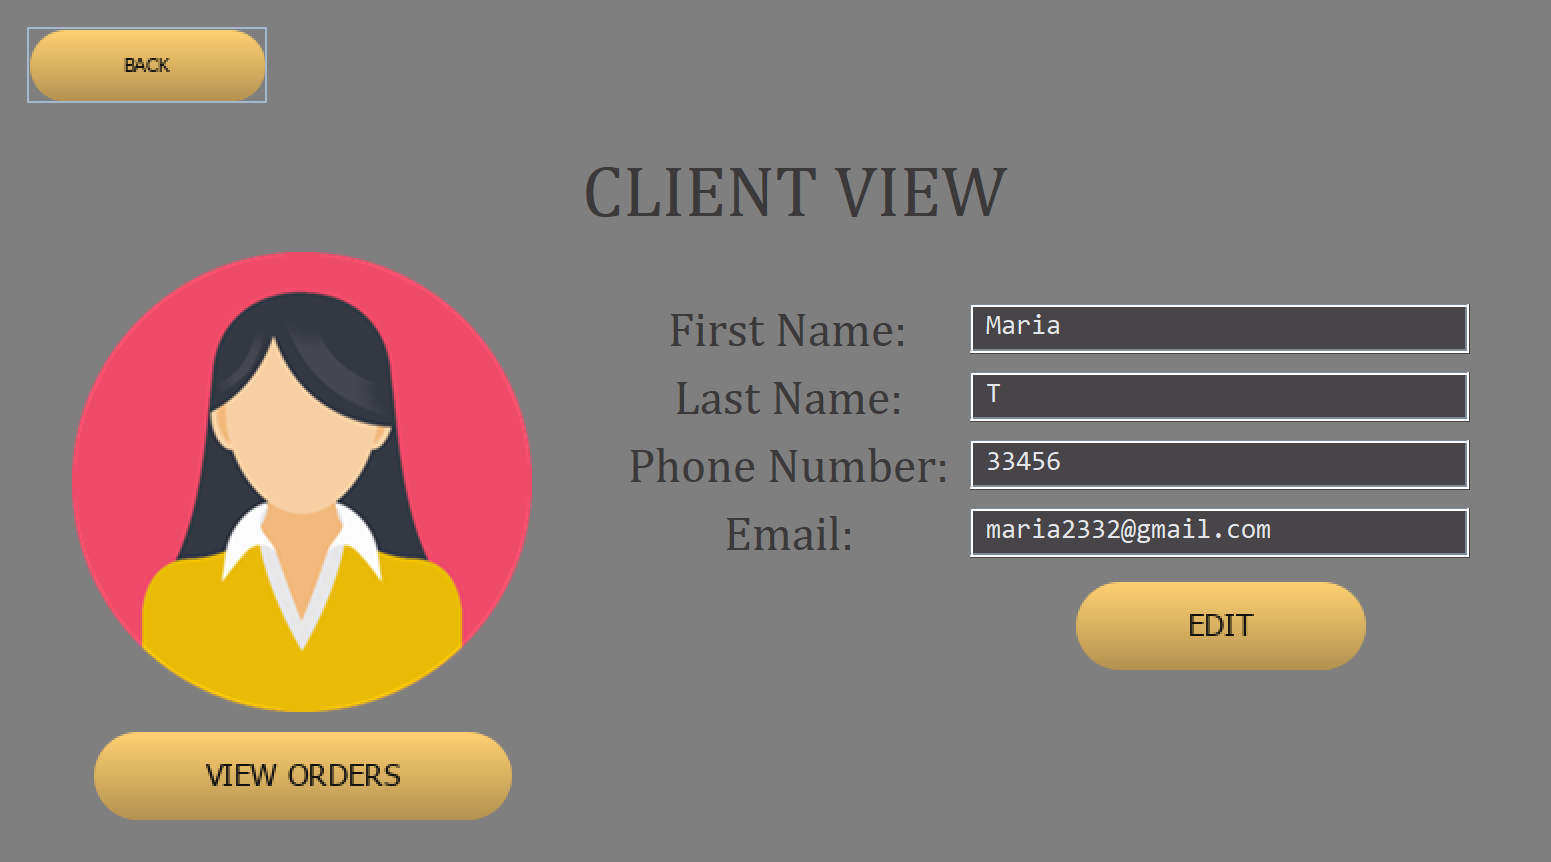 BACK
CLIENT VIEW
First Name: Maria
Last Name: T
Phone Number: 33456
Email: maria2332@gmail.com
EDIT
VIEW ORDERS